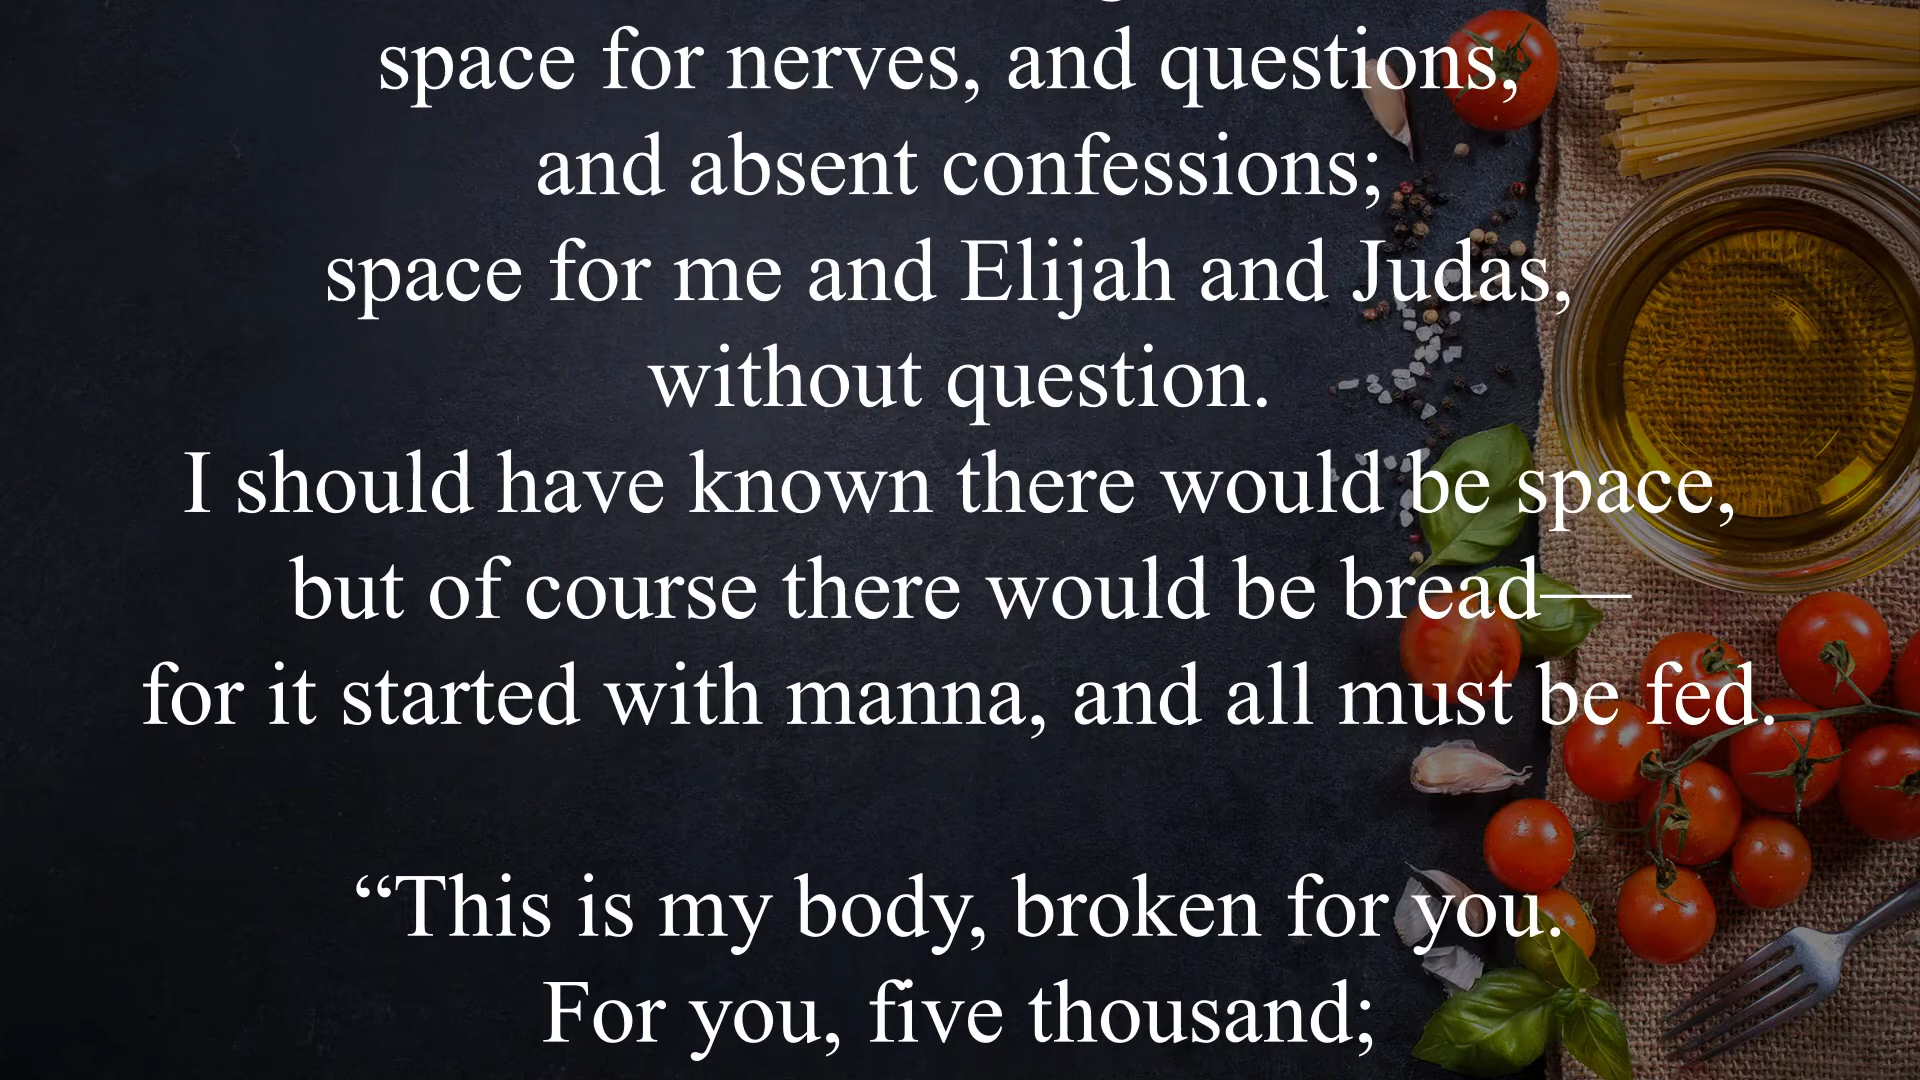 space for nerves, and questions,
and absent confessions;
space for me and Elijah and Judas,
without question.
I should have known there would be space,
but of course there would be bread—
for it started with manna, and all must be fed.
“This is my body, broken for you.
For you, five thousand;